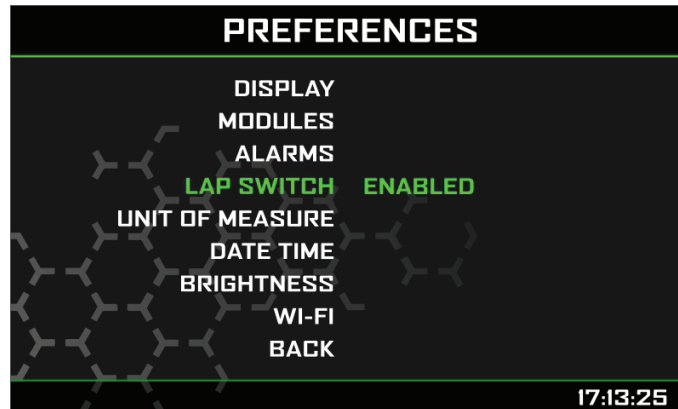 PREFERENCES
DISPLAY
MODULES
ALARMS
LAP SWITCH ENABLED
UNIT OF MEASURE
DATE TIME
BRIGHTNESS
WI-FI
BACK
17:13:25